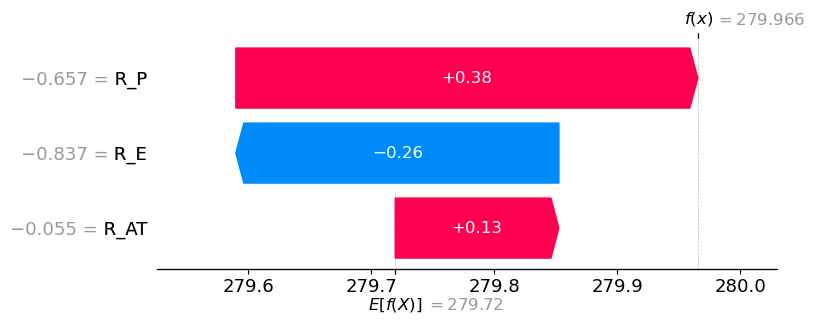 f(x) = 279.966
−0.657 = R_P
+0.38
−0.837 = R_E
−0.26
−0.055 = R_AT
+0.13
279.6 279.7 279.8 279.9 280.0
E[f(X)] = 279.72